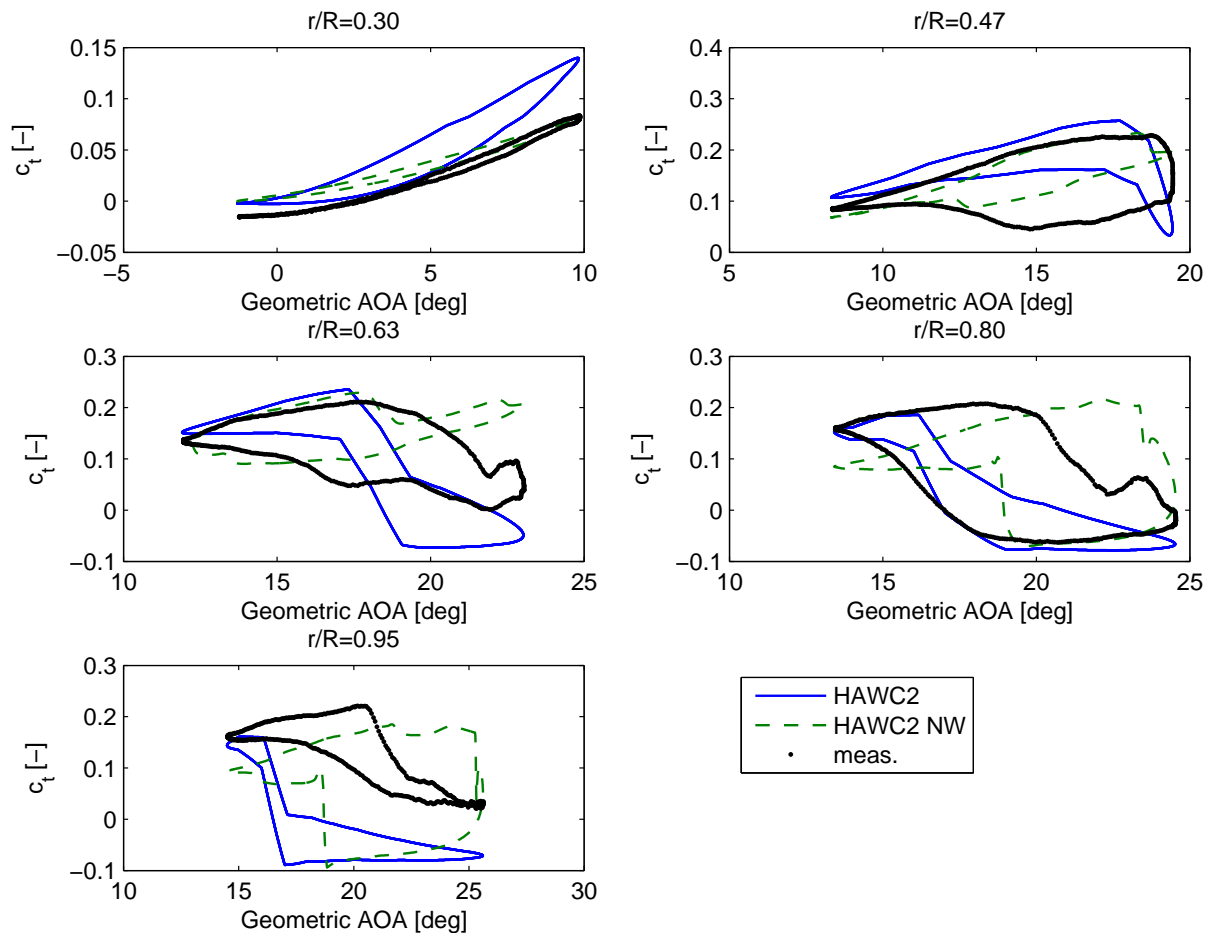 r/R=0.30
0.15
0.1
0.05
0
−0.05
c_t [−]
−5 0 5 10
Geometric AOA [deg]
r/R=0.47
0.4
0.3
0.2
0.1
0
c_t [−]
5 10 15 20
Geometric AOA [deg]
r/R=0.63
0.3
0.2
0.1
0
−0.1
c_t [−]
10 15 20 25
Geometric AOA [deg]
r/R=0.80
0.3
0.2
0.1
0
−0.1
c_t [−]
10 15 20 25
Geometric AOA [deg]
r/R=0.95
0.3
0.2
0.1
0
−0.1
c_t [−]
10 15 20 25 30
Geometric AOA [deg]
HAWC2
HAWC2 NW
meas.